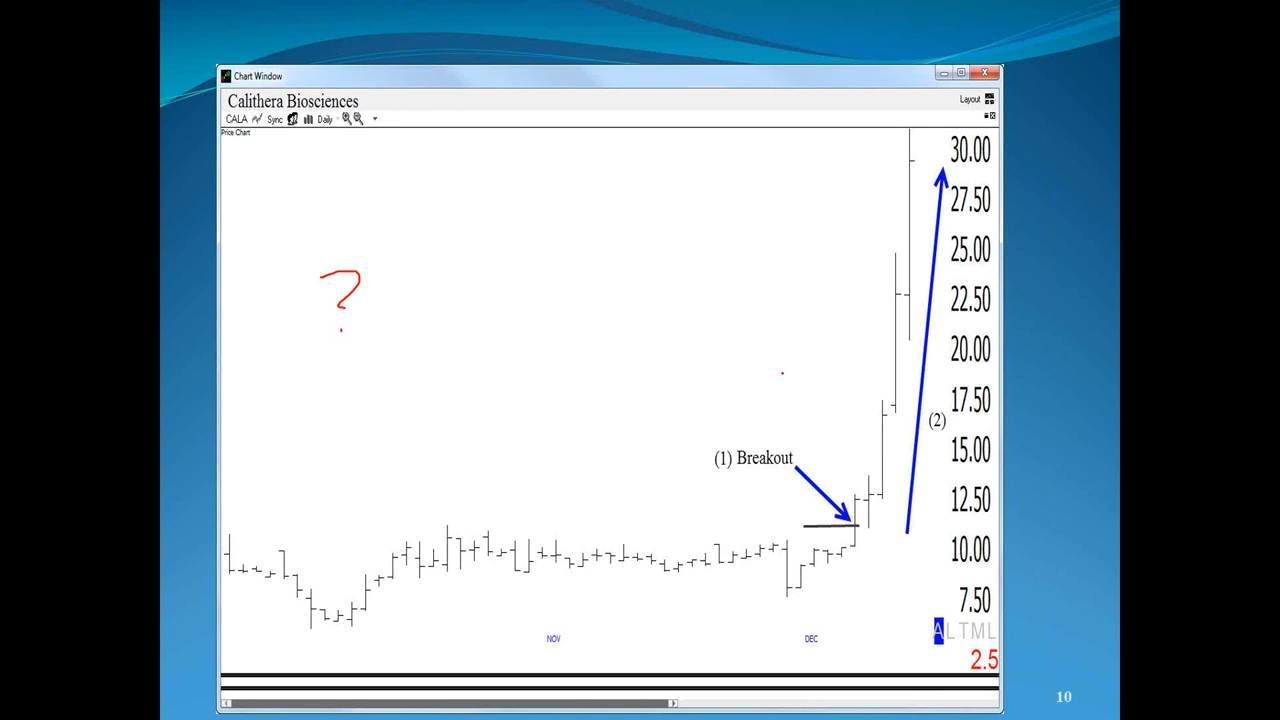 Chart Window
Calithera Biosciences
Layout
CALA Sync Daily
Price Chart
30.00
27.50
25.00
22.50
20.00
17.50
(2)
15.00
(1) Breakout
12.50
10.00
7.50
ALTML
NOV DEC
2.5
10
?